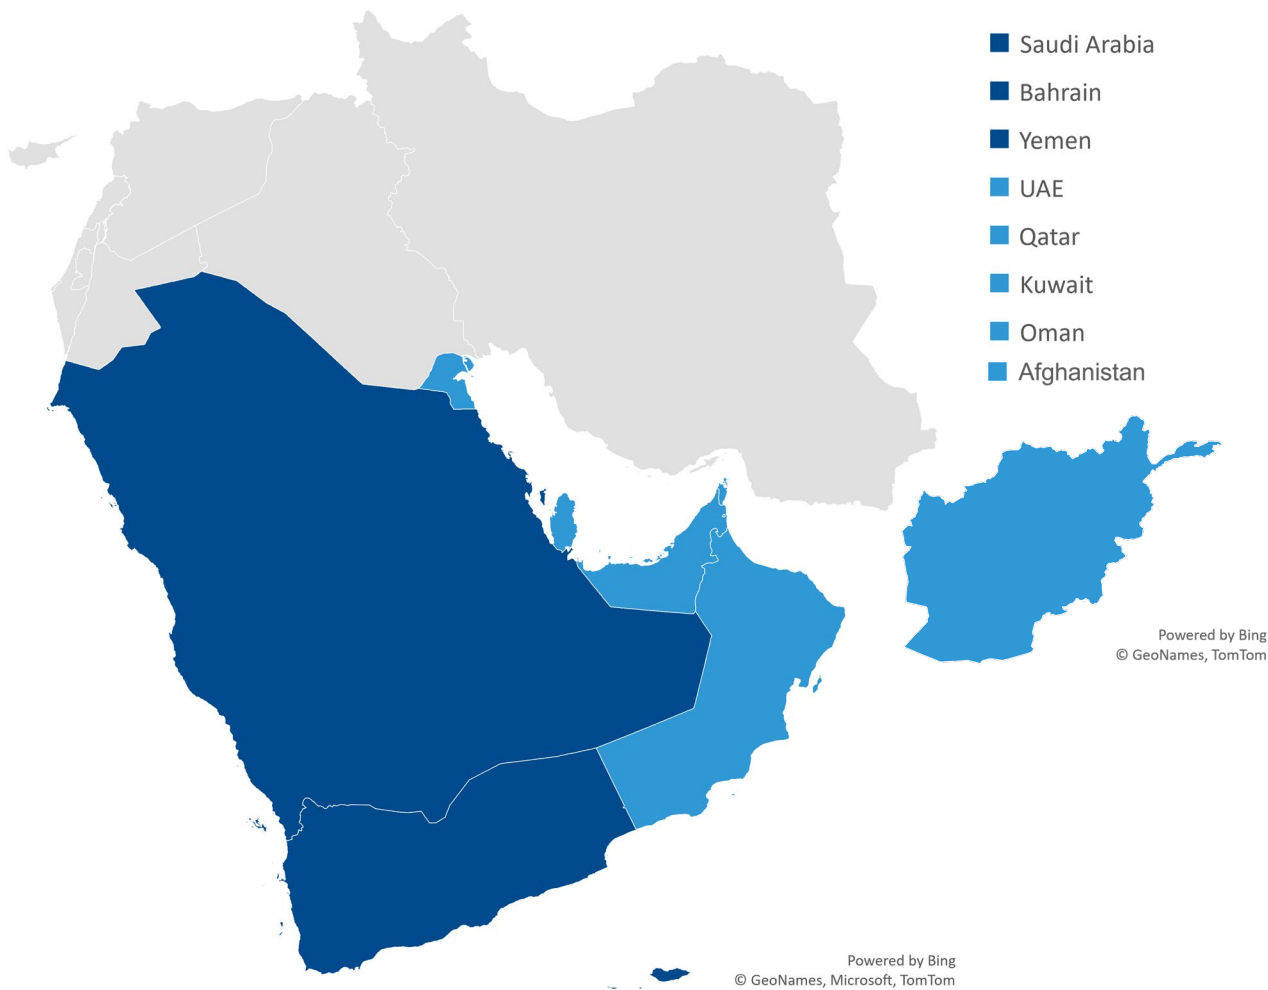 Saudi Arabia
Bahrain
Yemen
UAE
Qatar
Kuwait
Oman
Afghanistan
Powered by Bing
© GeoNames, TomTom
Powered by Bing
© GeoNames, Microsoft, TomTom